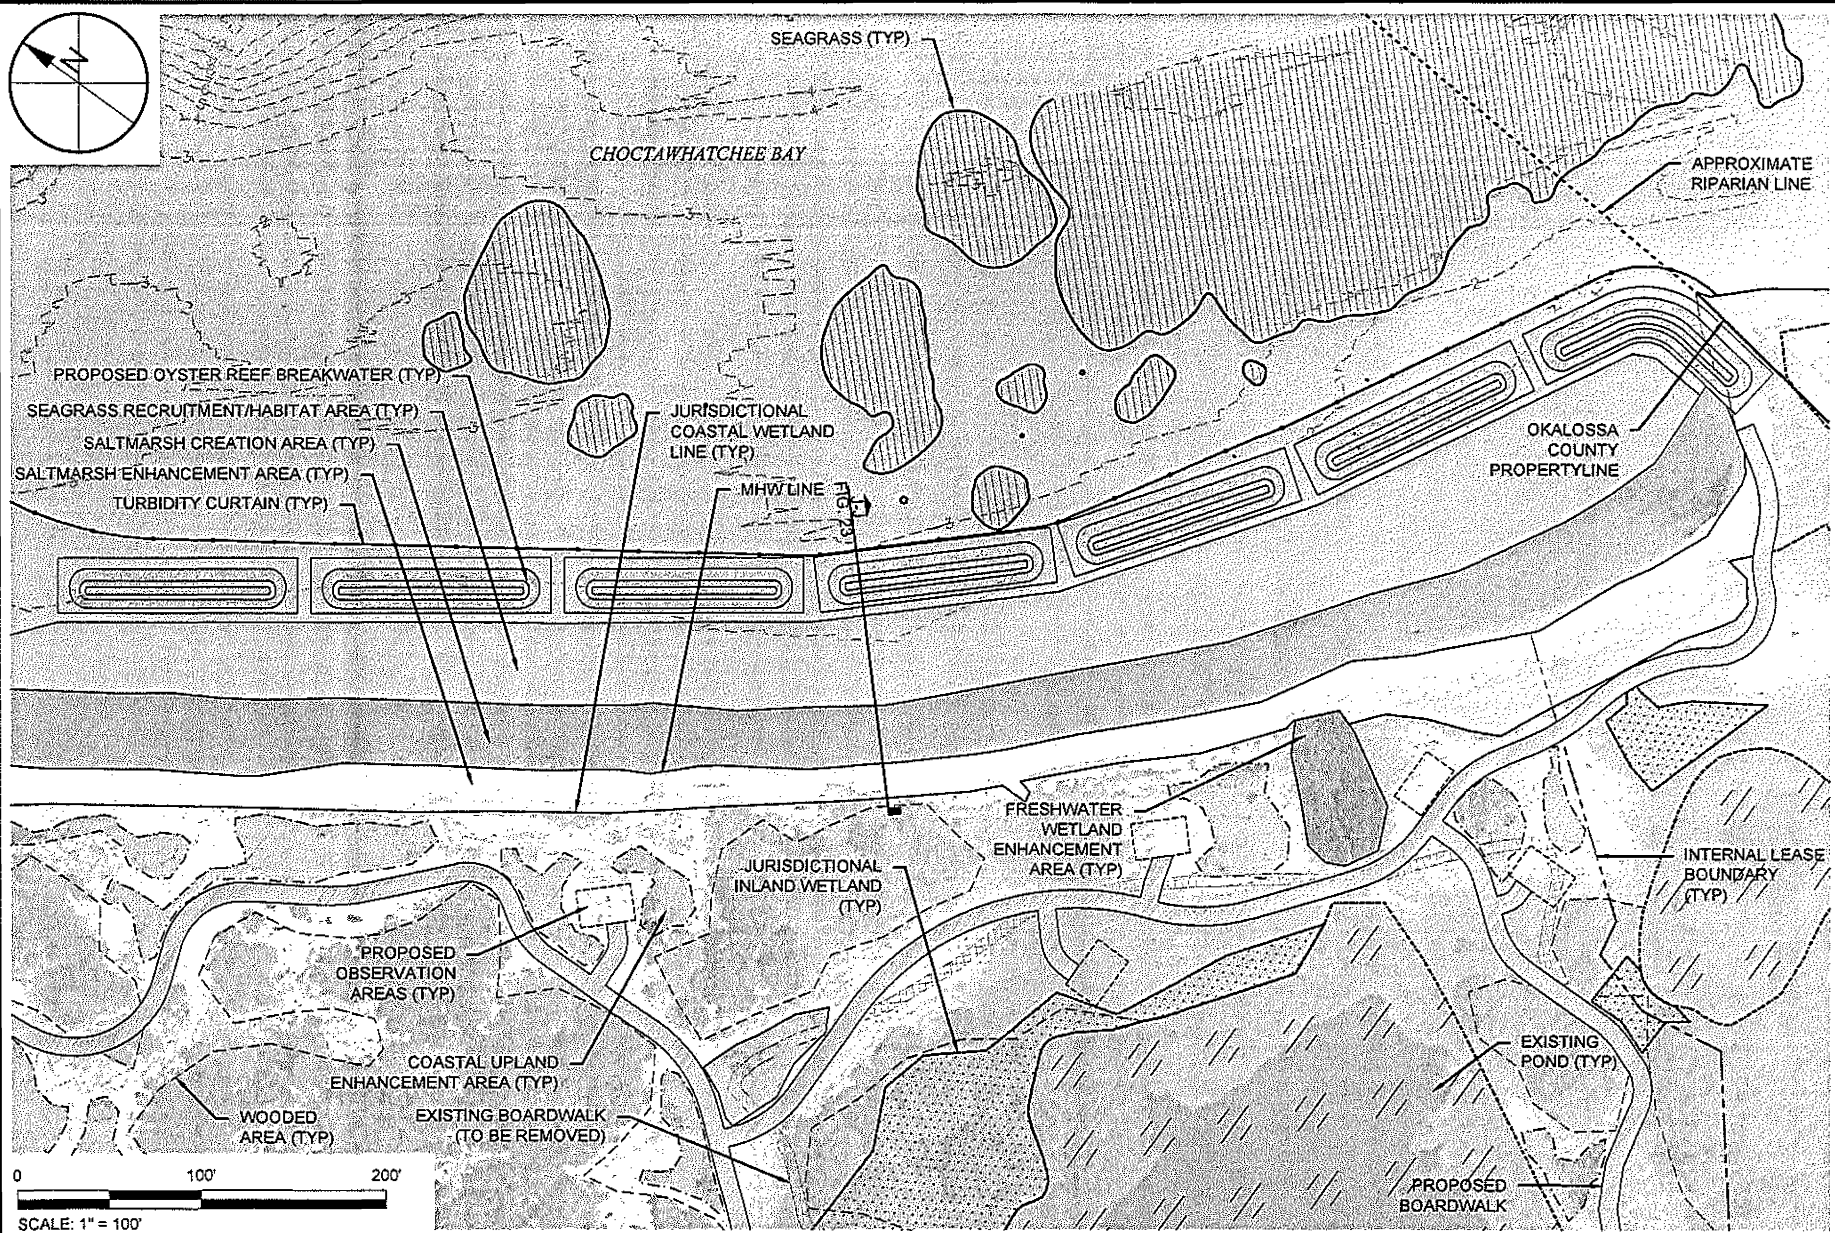 N
SEAGRASS (TYP)
CHOCTAWHATCHEE BAY
APPROXIMATE
RIPARIAN LINE
PROPOSED OYSTER REEF BREAKWATER (TYP)
SEAGRASS RECRUITMENT/HABITAT AREA (TYP)
SALTMARSH CREATION AREA (TYP)
SALTMARSH ENHANCEMENT AREA (TYP)
TURBIDITY CURTAIN (TYP)
JURISDICTIONAL
COASTAL WETLAND
LINE (TYP)
MHW LINE
OKALOSSA
COUNTY
PROPERTYLINE
FRESHWATER
WETLAND
ENHANCEMENT
AREA (TYP)
JURISDICTIONAL
INLAND WETLAND
(TYP)
INTERNAL LEASE
BOUNDARY
(TYP)
PROPOSED
OBSERVATION
AREAS (TYP)
COASTAL UPLAND
ENHANCEMENT AREA (TYP)
EXISTING BOARDWALK
(TO BE REMOVED)
WOODED
AREA (TYP)
EXISTING
POND (TYP)
PROPOSED
BOARDWALK
0 100' 200'
SCALE: 1" = 100'